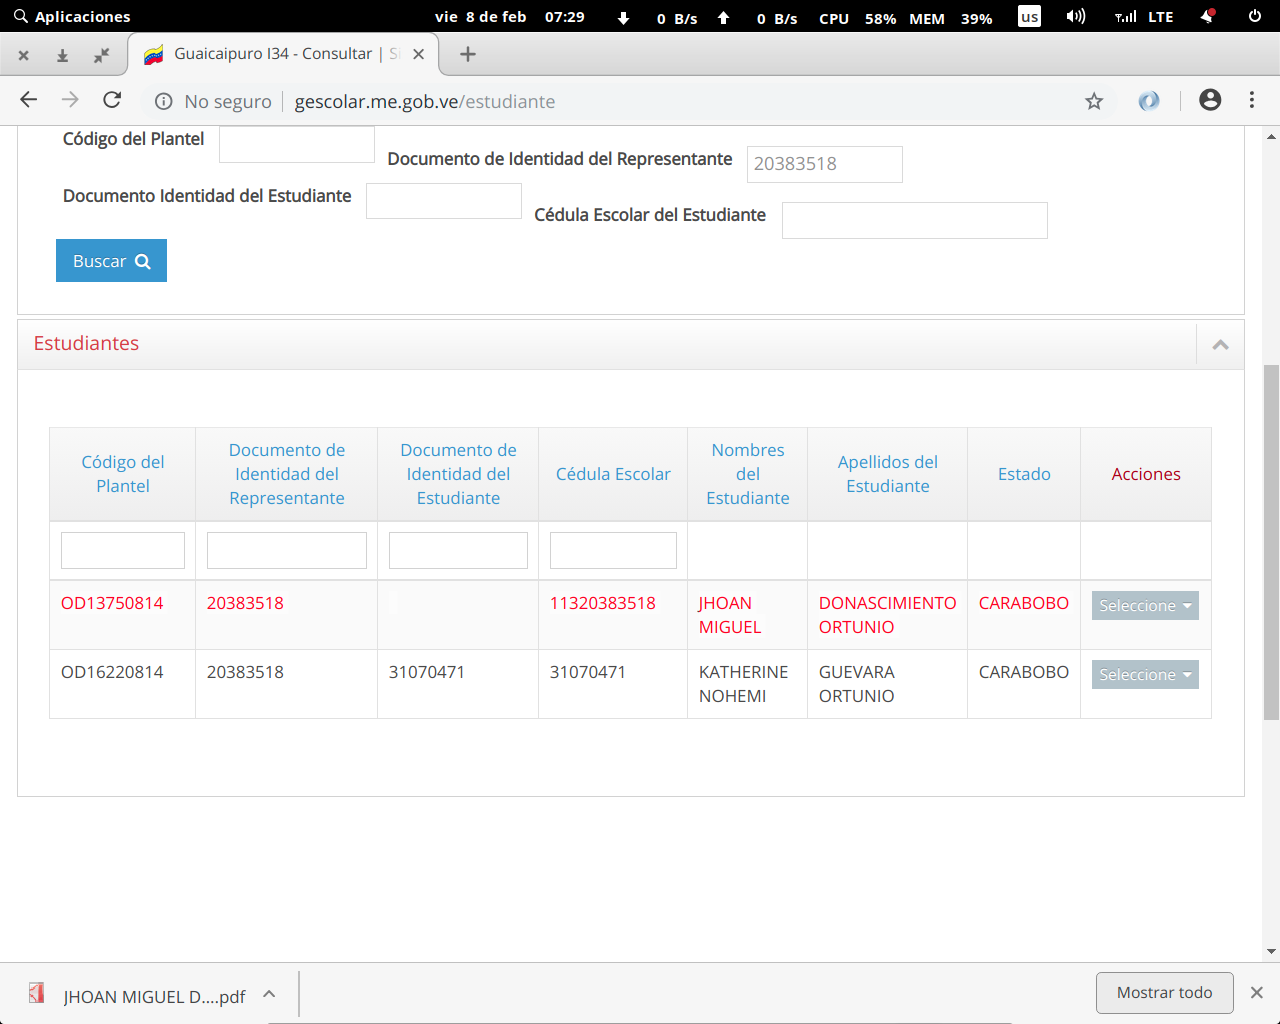 Aplicaciones vie 8 de feb 07:29 0 B/s 0 B/s CPU 58% MEM 39% us LTE
Guaicaipuro I34 - Consultar | Si
No seguro gescolar.me.gob.ve/estudiante
Código del Plantel
Documento de Identidad del Representante 20383518
Documento Identidad del Estudiante
Cédula Escolar del Estudiante
Buscar
Estudiantes
Código del Plantel
Documento de Identidad del Representante
Documento de Identidad del Estudiante
Cédula Escolar
Nombres del Estudiante
Apellidos del Estudiante
Estado
Acciones
OD13750814 20383518 11320383518 JHOAN MIGUEL DONASCIMIENTO ORTUNIO CARABOBO Seleccione
OD16220814 20383518 31070471 31070471 KATHERINE NOHEMI GUEVARA ORTUNIO CARABOBO Seleccione
JHOAN MIGUEL D....pdf Mostrar todo